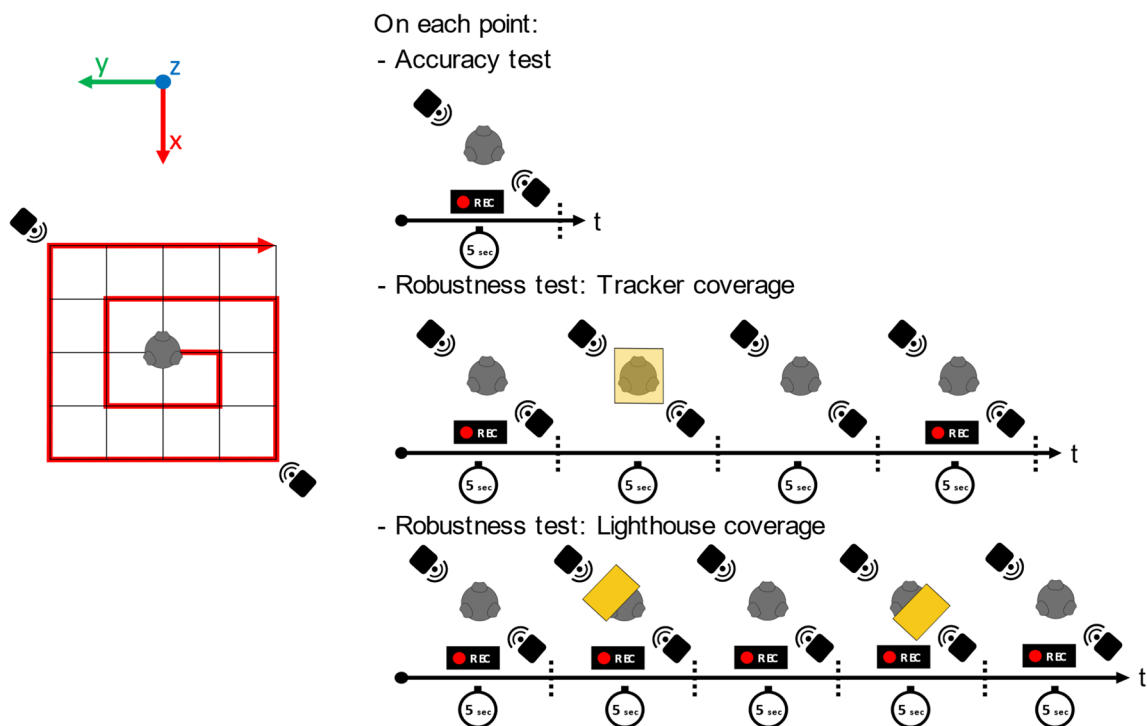 On each point:
- Accuracy test
y
z
x
REC
t
5 sec
- Robustness test: Tracker coverage
REC
REC
t
5 sec
5 sec
5 sec
5 sec
- Robustness test: Lighthouse coverage
REC
REC
REC
REC
REC
t
5 sec
5 sec
5 sec
5 sec
5 sec